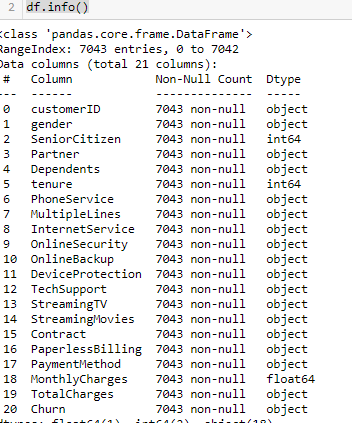 2 df.info()
<class 'pandas.core.frame.DataFrame'>
RangeIndex: 7043 entries, 0 to 7042
Data columns (total 21 columns):
# Column Non-Null Count Dtype
--- ------ -------------- -----
0 customerID 7043 non-null object
1 gender 7043 non-null object
2 SeniorCitizen 7043 non-null int64
3 Partner 7043 non-null object
4 Dependents 7043 non-null object
5 tenure 7043 non-null int64
6 PhoneService 7043 non-null object
7 MultipleLines 7043 non-null object
8 InternetService 7043 non-null object
9 OnlineSecurity 7043 non-null object
10 OnlineBackup 7043 non-null object
11 DeviceProtection 7043 non-null object
12 TechSupport 7043 non-null object
13 StreamingTV 7043 non-null object
14 StreamingMovies 7043 non-null object
15 Contract 7043 non-null object
16 PaperlessBilling 7043 non-null object
17 PaymentMethod 7043 non-null object
18 MonthlyCharges 7043 non-null float64
19 TotalCharges 7043 non-null object
20 Churn 7043 non-null object
dtypes: float64(1), int64(2), object(18)